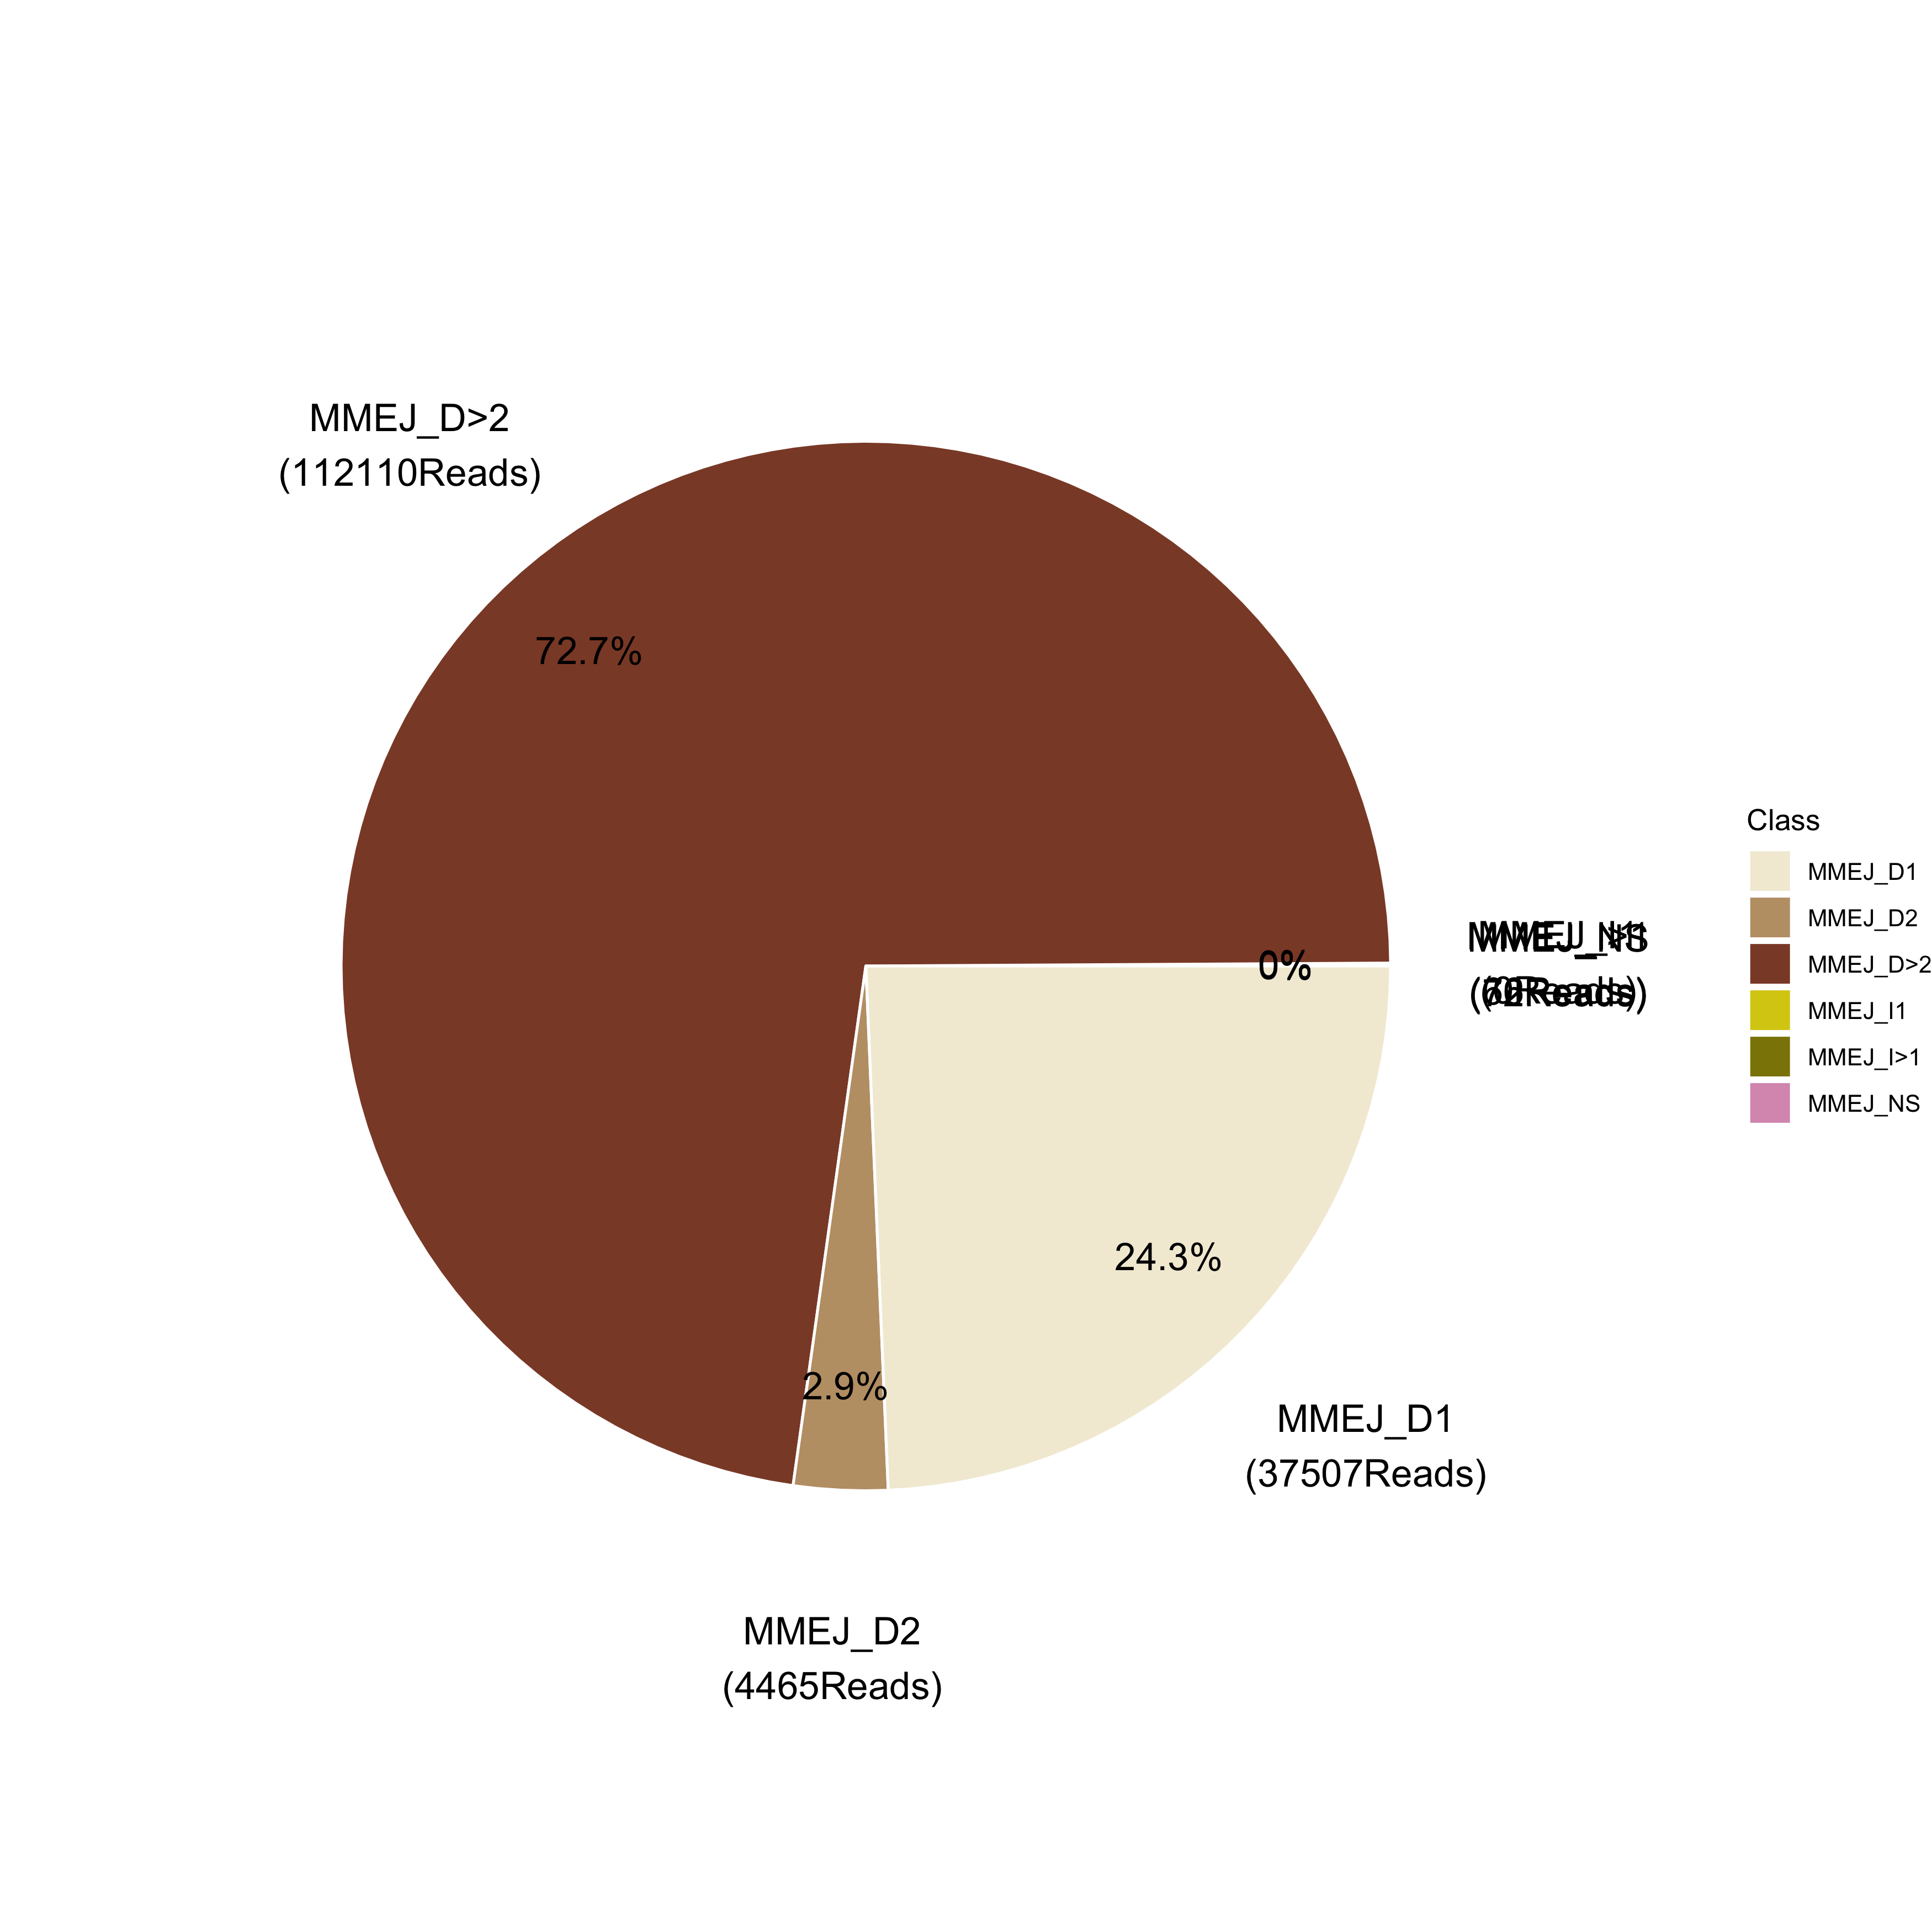 MMEJ_D>2
(112110Reads)
72.7%
0%
24.3%
2.9%
MMEJ_D1
(37507Reads)
MMEJ_D2
(4465Reads)
Class
MMEJ_D1
MMEJ_D2
MMEJ_D>2
MMEJ_I1
MMEJ_I>1
MMEJ_NS